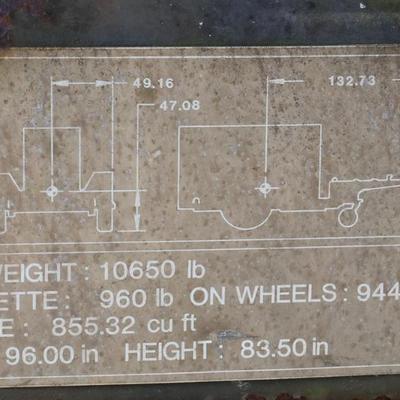 49.16 132.73
47.08
WEIGHT: 10650 lb
ETTE: 960 lb ON WHEELS: 944
E: 855.32 cu ft
96.00 in HEIGHT: 83.50 in